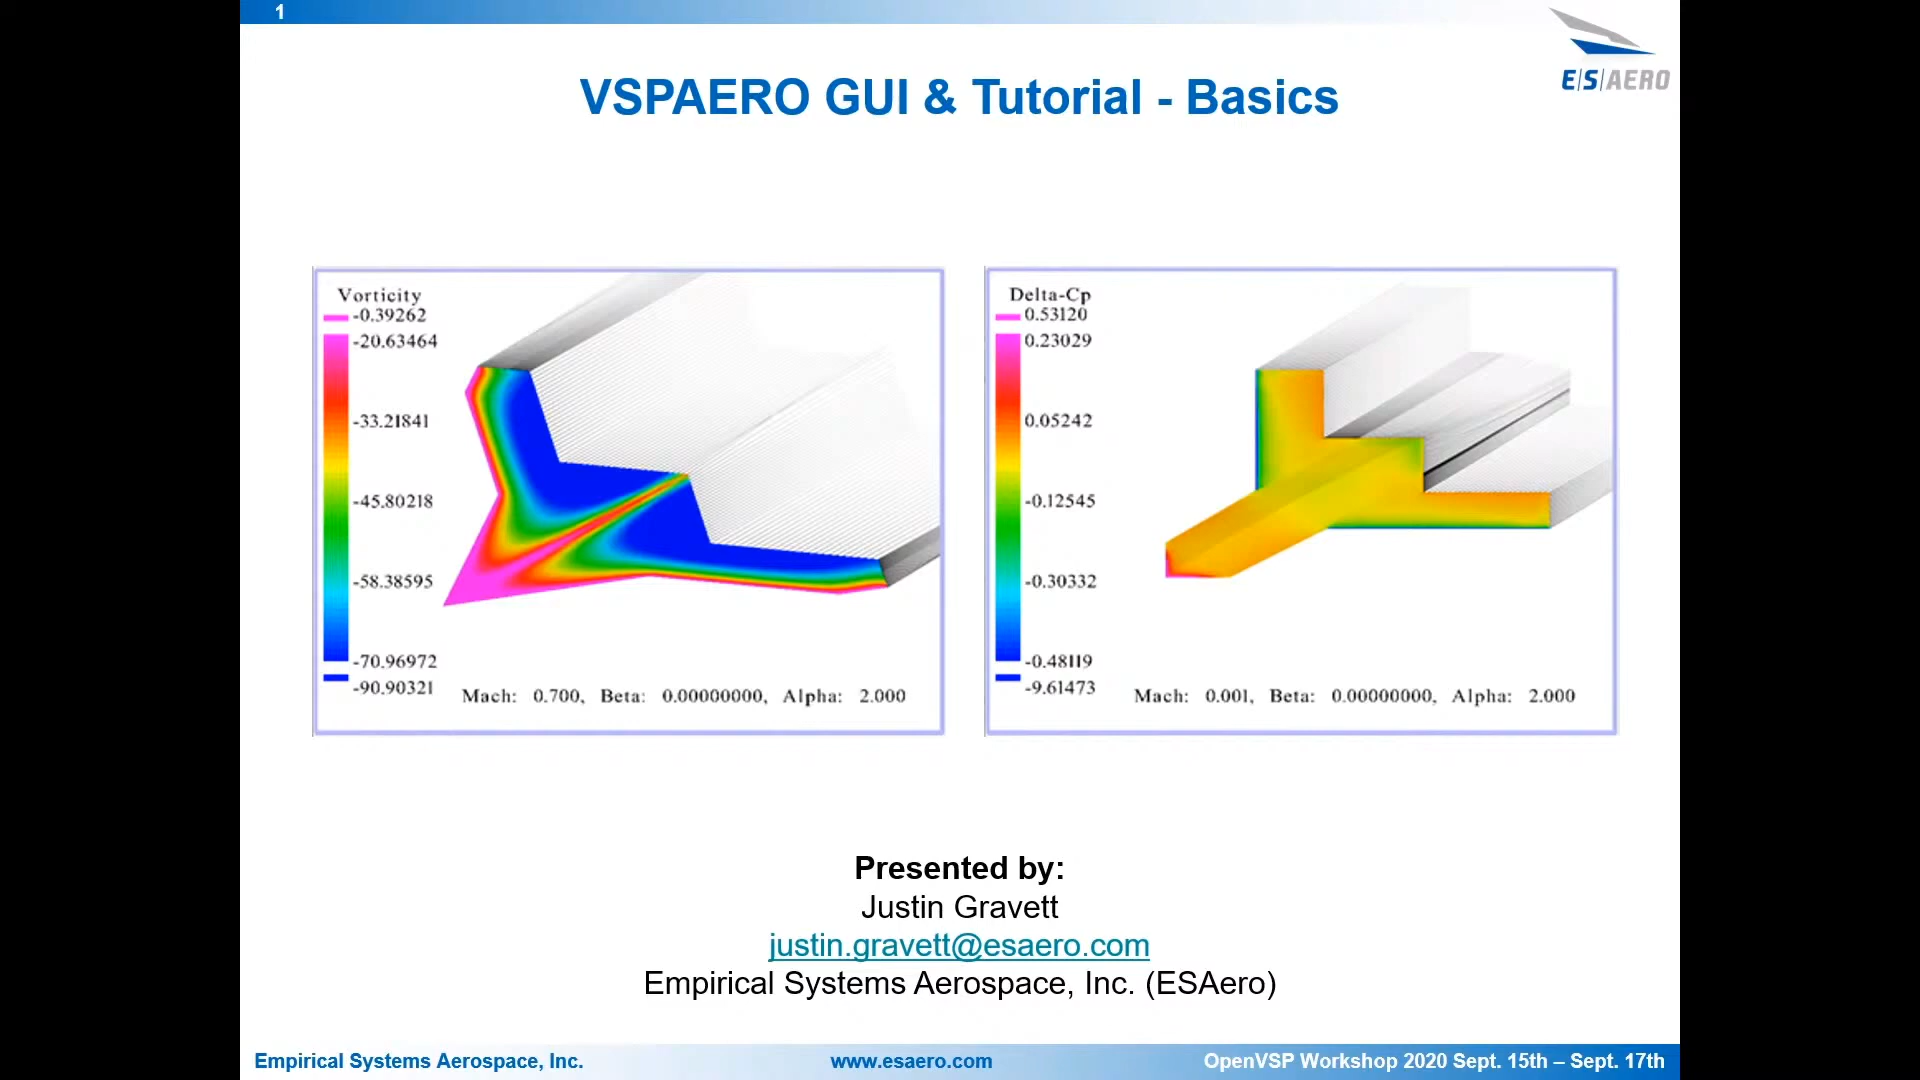 1
E/S/AERO
VSPAERO GUI & Tutorial - Basics
Vorticity
-0.39262
-20.63464
-33.21841
-45.80218
-58.38595
-70.96972
-90.90321
Mach: 0.700, Beta: 0.00000000, Alpha: 2.000
Delta-Cp
0.53120
0.23029
0.05242
-0.12545
-0.30332
-0.48119
-9.61473
Mach: 0.001, Beta: 0.00000000, Alpha: 2.000
Presented by:
Justin Gravett
justin.gravett@esaero.com
Empirical Systems Aerospace, Inc. (ESAero)
Empirical Systems Aerospace, Inc.
www.esaero.com
OpenVSP Workshop 2020 Sept. 15th – Sept. 17th